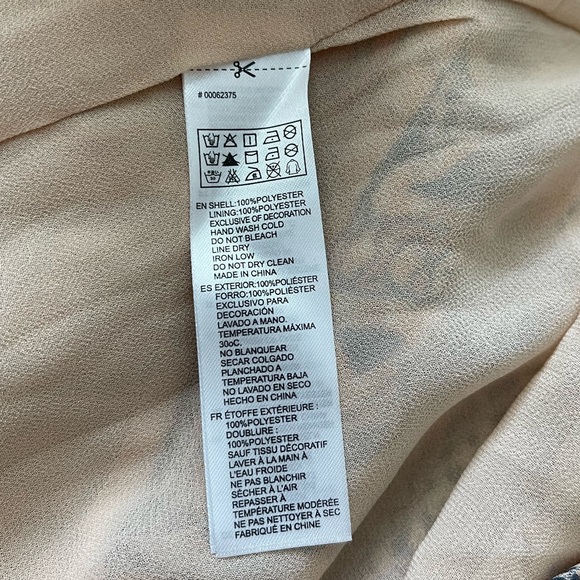 # 00062375
EN SHELL:100%POLYESTER
LINING:100%POLYESTER
EXCLUSIVE OF DECORATION
HAND WASH COLD
DO NOT BLEACH
LINE DRY
IRON LOW
DO NOT DRY CLEAN
MADE IN CHINA
ES EXTERIOR:100%POLIÉSTER
FORRO:100%POLIÉSTER
EXCLUSIVO PARA
DECORACIÓN
LAVADO A MANO.
TEMPERATURA MÁXIMA
30oC.
NO BLANQUEAR
SECAR COLGADO
PLANCHADO A
TEMPERATURA BAJA
NO LAVADO EN SECO
HECHO EN CHINA
FR ÉTOFFE EXTÉRIEURE :
100%POLYESTER
DOUBLURE :
100%POLYESTER
SAUF TISSU DÉCORATIF
LAVER À LA MAIN À
L'EAU FROIDE
NE PAS BLANCHIR
SÈCHER À L'AIR
REPASSER À
TEMPÉRATURE MODÉRÉE
NE PAS NETTOYER À SEC
FABRIQUÉ EN CHINE